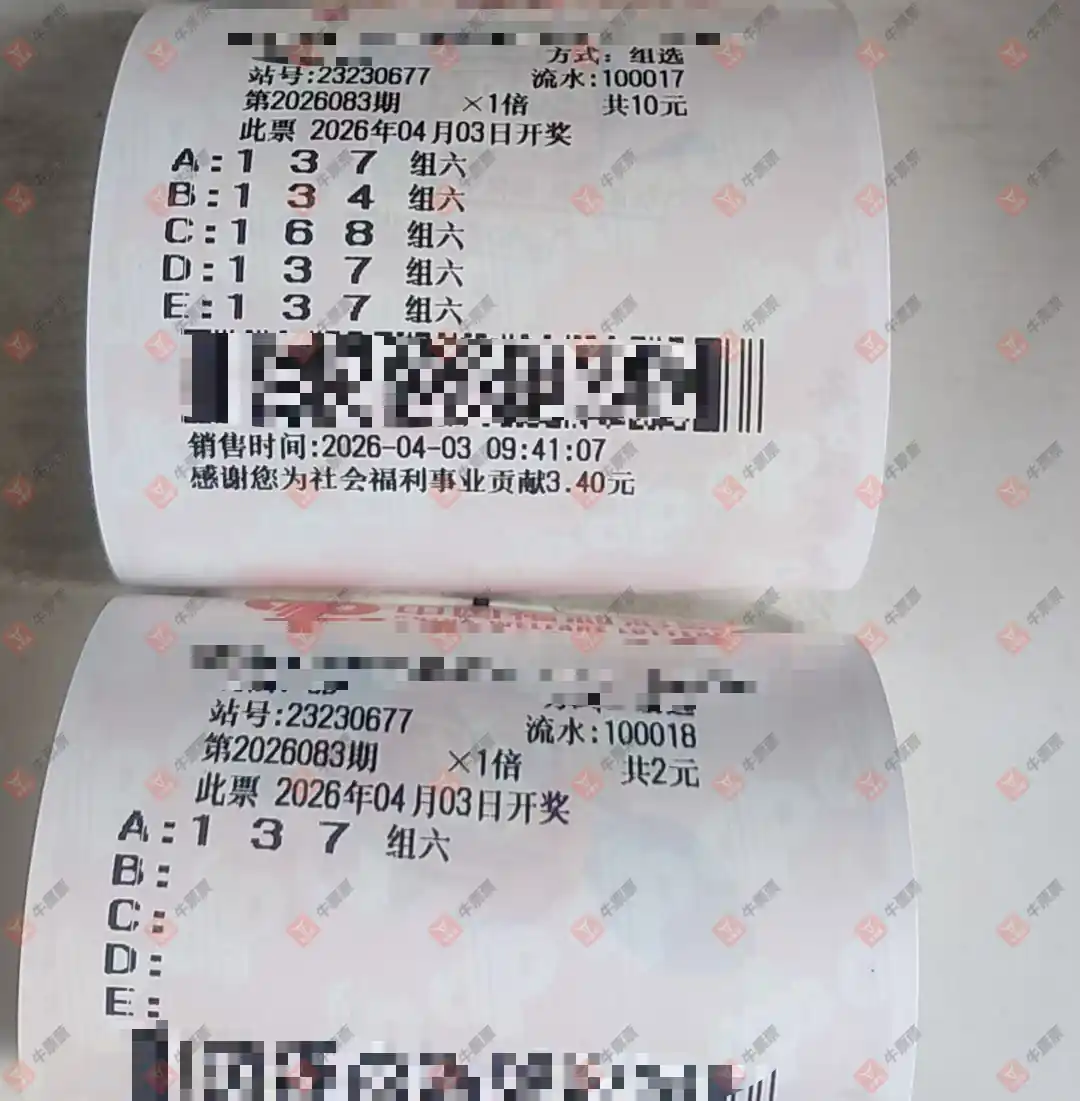 方式：组选
站号:23230677 流水:100017
第2026083期 ×1倍 共10元
此票 2026年04月03日开奖
A:1 3 7 组六
B:1 3 4 组六
C:1 6 8 组六
D:1 3 7 组六
E:1 3 7 组六
销售时间:2026-04-03 09:41:07
感谢您为社会福利事业贡献3.40元
站号:23230677 流水:100018
第2026083期 ×1倍 共2元
此票 2026年04月03日开奖
A:1 3 7 组六
B:
C:
D:
E:
牛票票